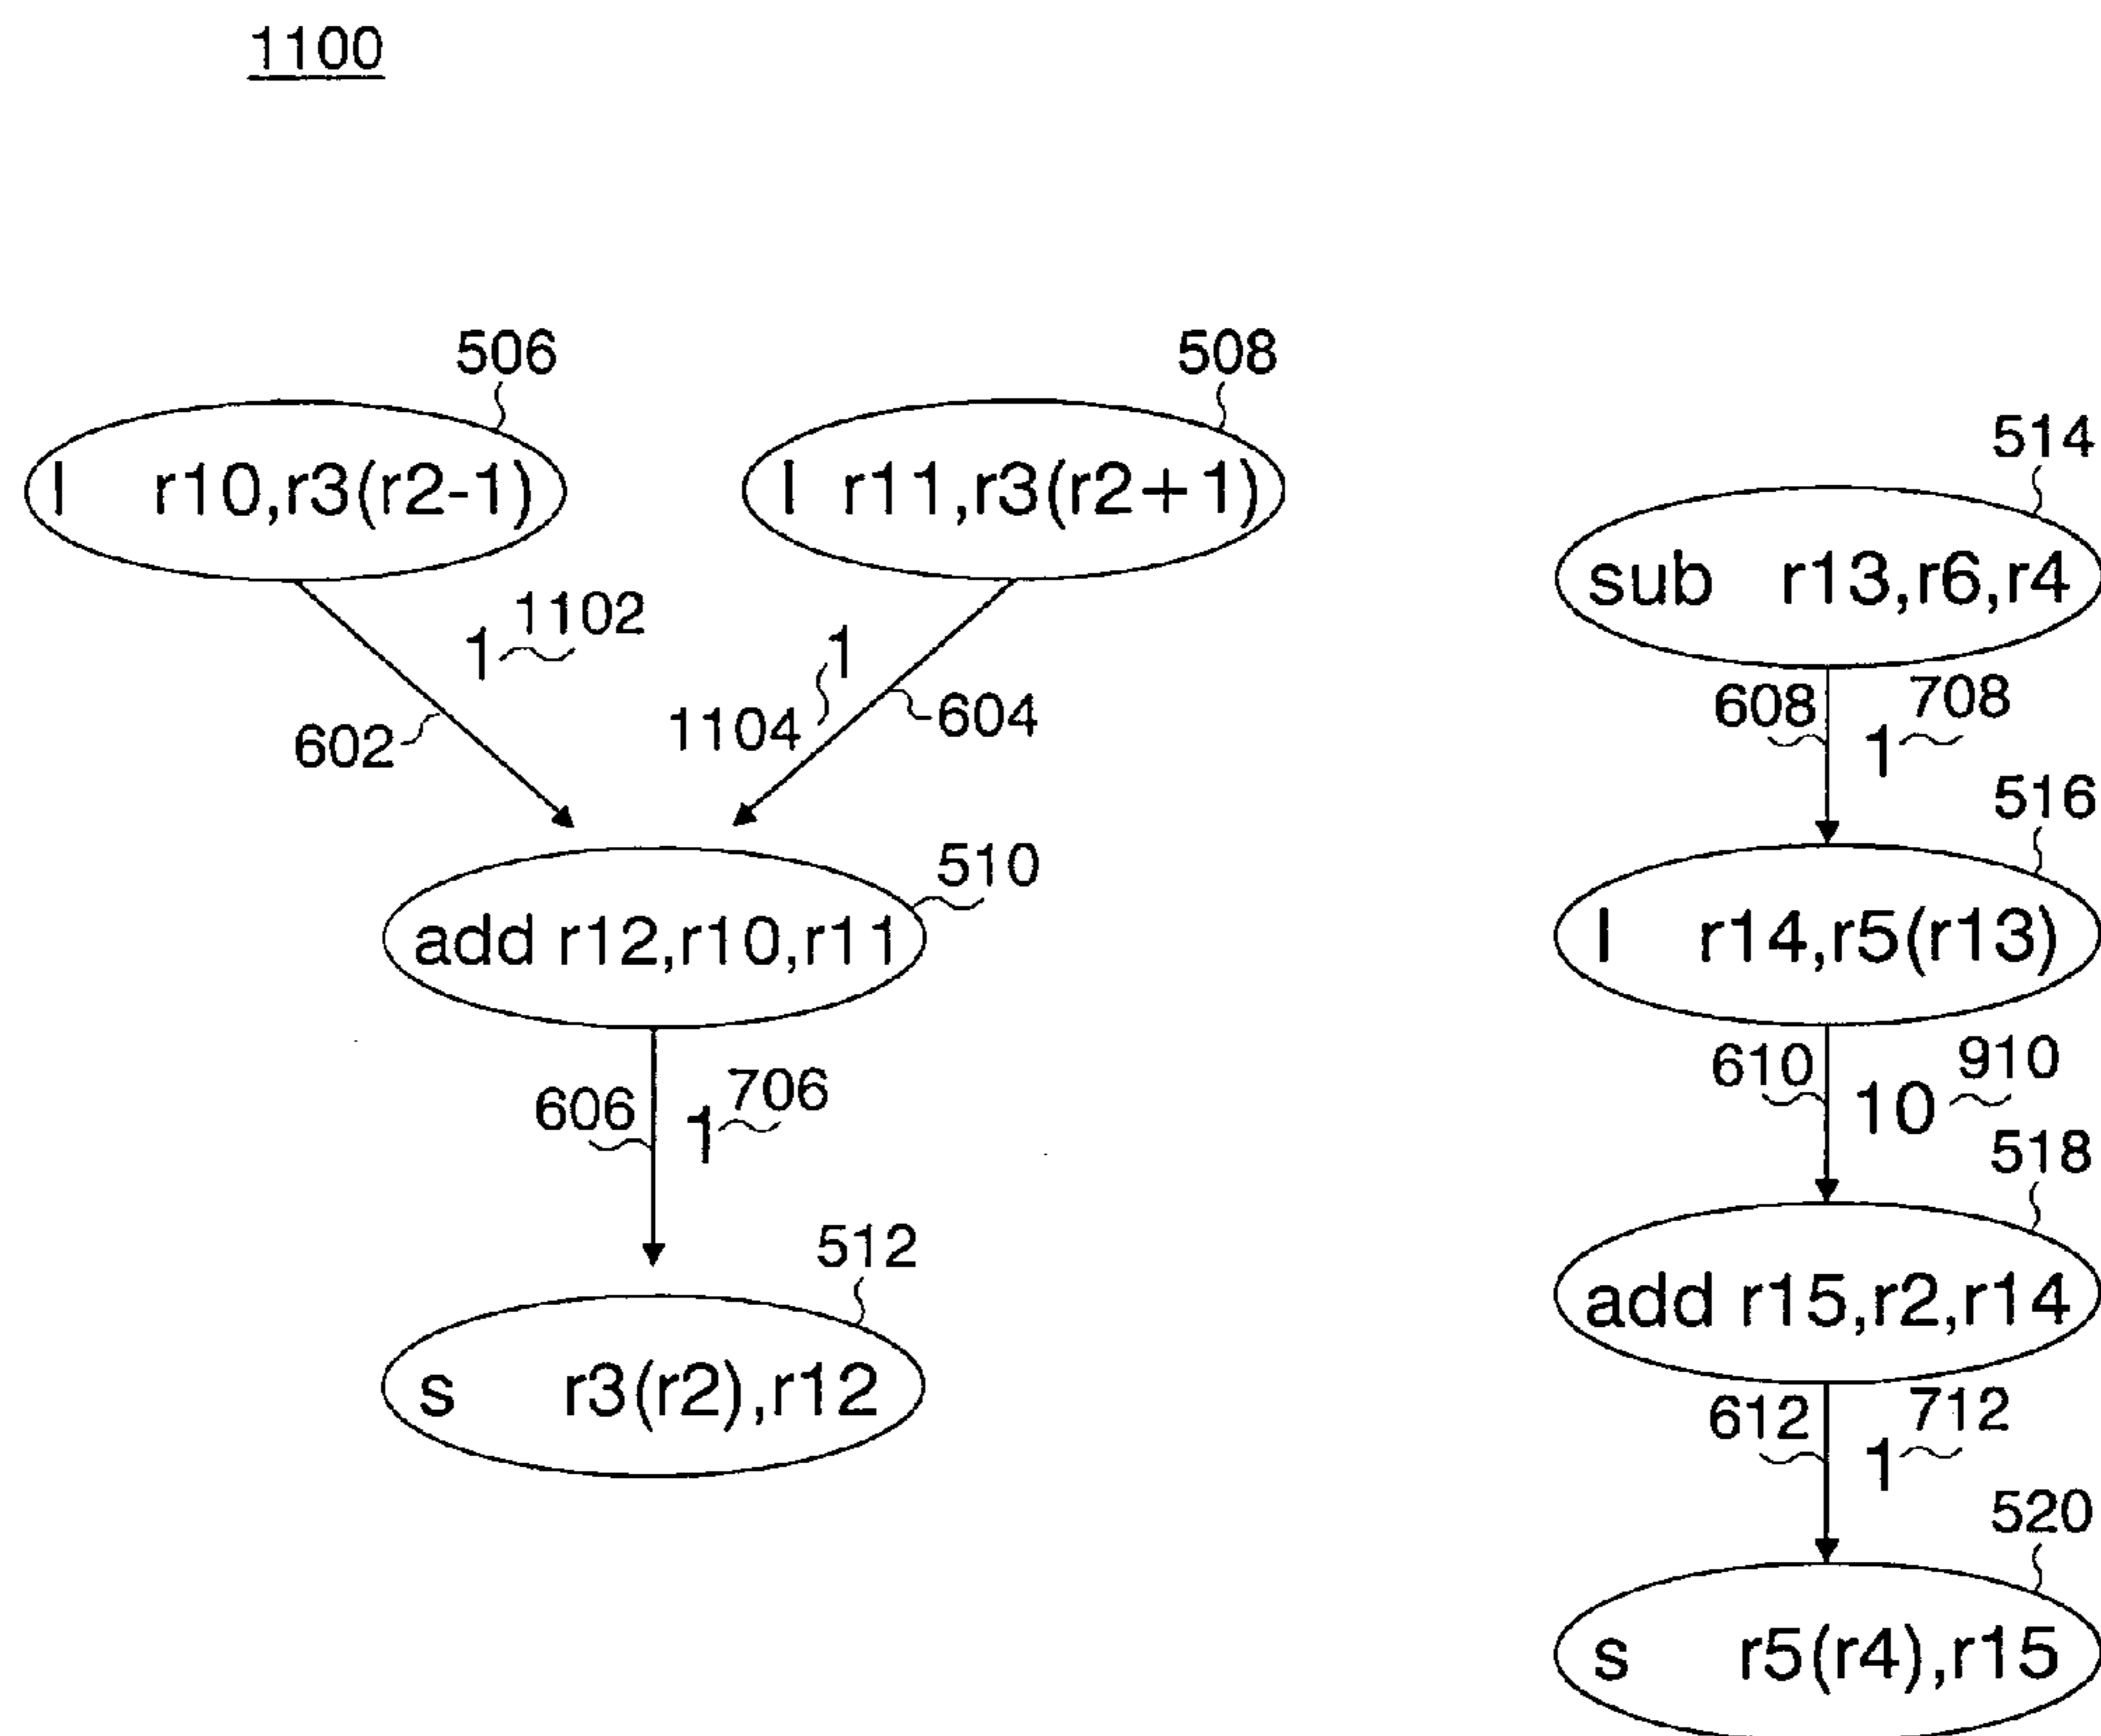 1100
506
508
l r10,r3(r2-1)
l r11,r3(r2+1)
1 1102
602
1104 1
604
510
add r12,r10,r11
606
1 706
512
s r3(r2),r12
514
sub r13,r6,r4
608
1 708
516
l r14,r5(r13)
610
10 910
518
add r15,r2,r14
612
1 712
520
s r5(r4),r15